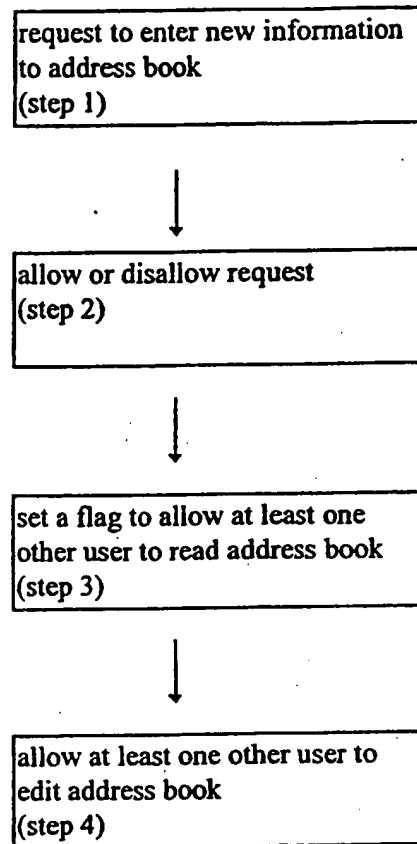 request to enter new information
to address book
(step 1)
allow or disallow request
(step 2)
set a flag to allow at least one
other user to read address book
(step 3)
allow at least one other user to
edit address book
(step 4)